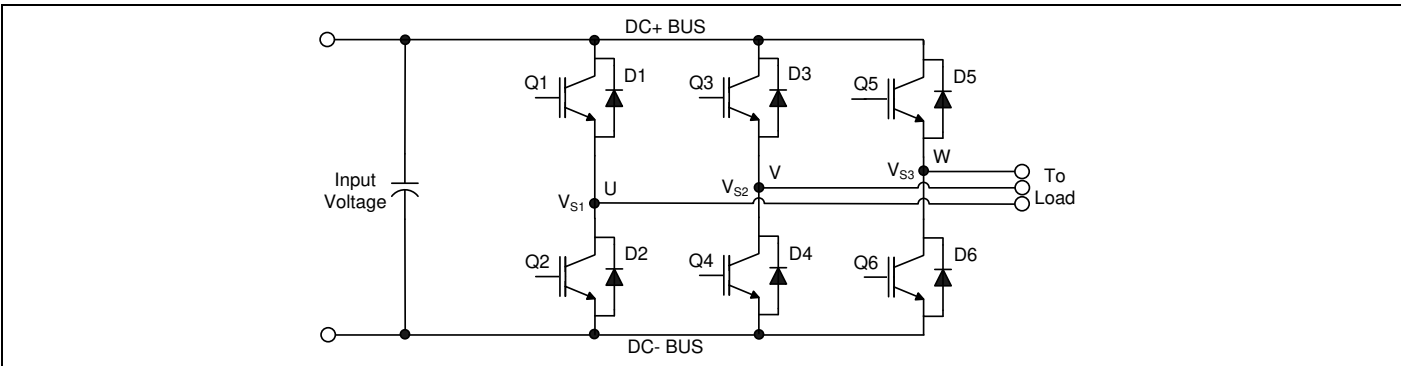 DC+ BUS
Q1
D1
Q3
D3
Q5
D5
Input
Voltage
VS1
U
VS2
V
VS3
W
To
Load
Q2
D2
Q4
D4
Q6
D6
DC- BUS